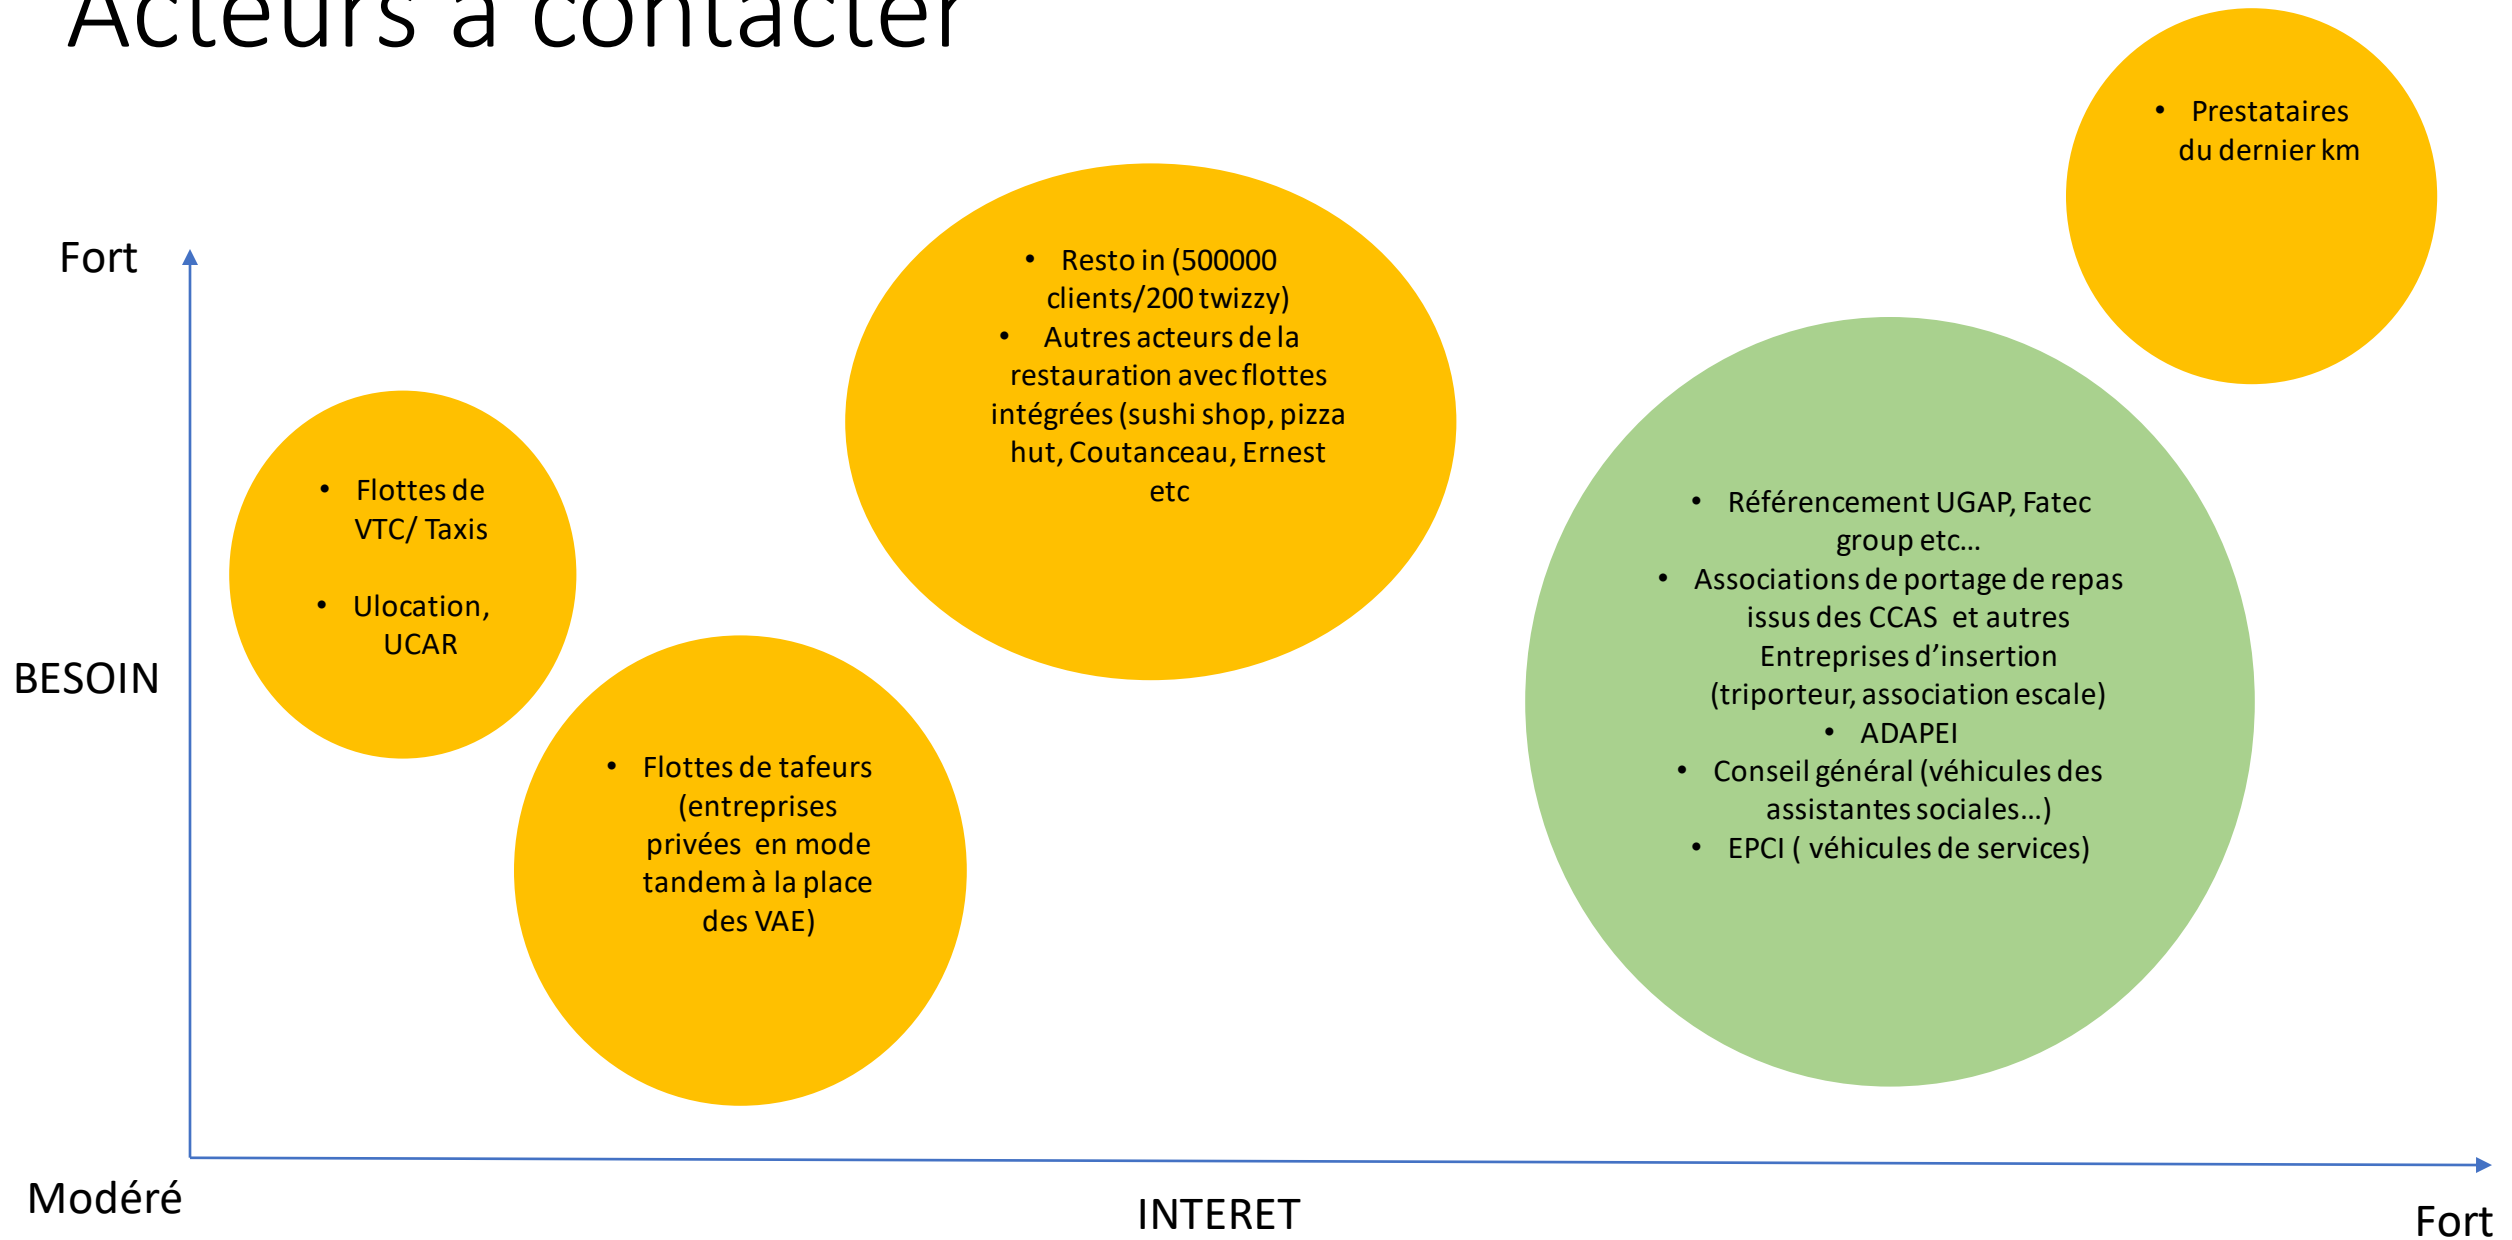 Acteurs à contacter
• Prestataires
du dernier km
Fort
• Resto in (500000
clients/200 twizzy)
• Autres acteurs de la
restauration avec flottes
intégrées (sushi shop, pizza
hut, Coutanceau, Ernest
etc
• Flottes de
VTC/ Taxis
• Ulocation,
UCAR
• Référencement UGAP, Fatec
group etc...
• Associations de portage de repas
issus des CCAS et autres
Entreprises d’insertion
(triporteur, association escale)
• ADAPEI
• Conseil général (véhicules des
assistantes sociales...)
• EPCI ( véhicules de services)
BESOIN
• Flottes de tafeurs
(entreprises
privées en mode
tandem à la place
des VAE)
Modéré
INTERET
Fort